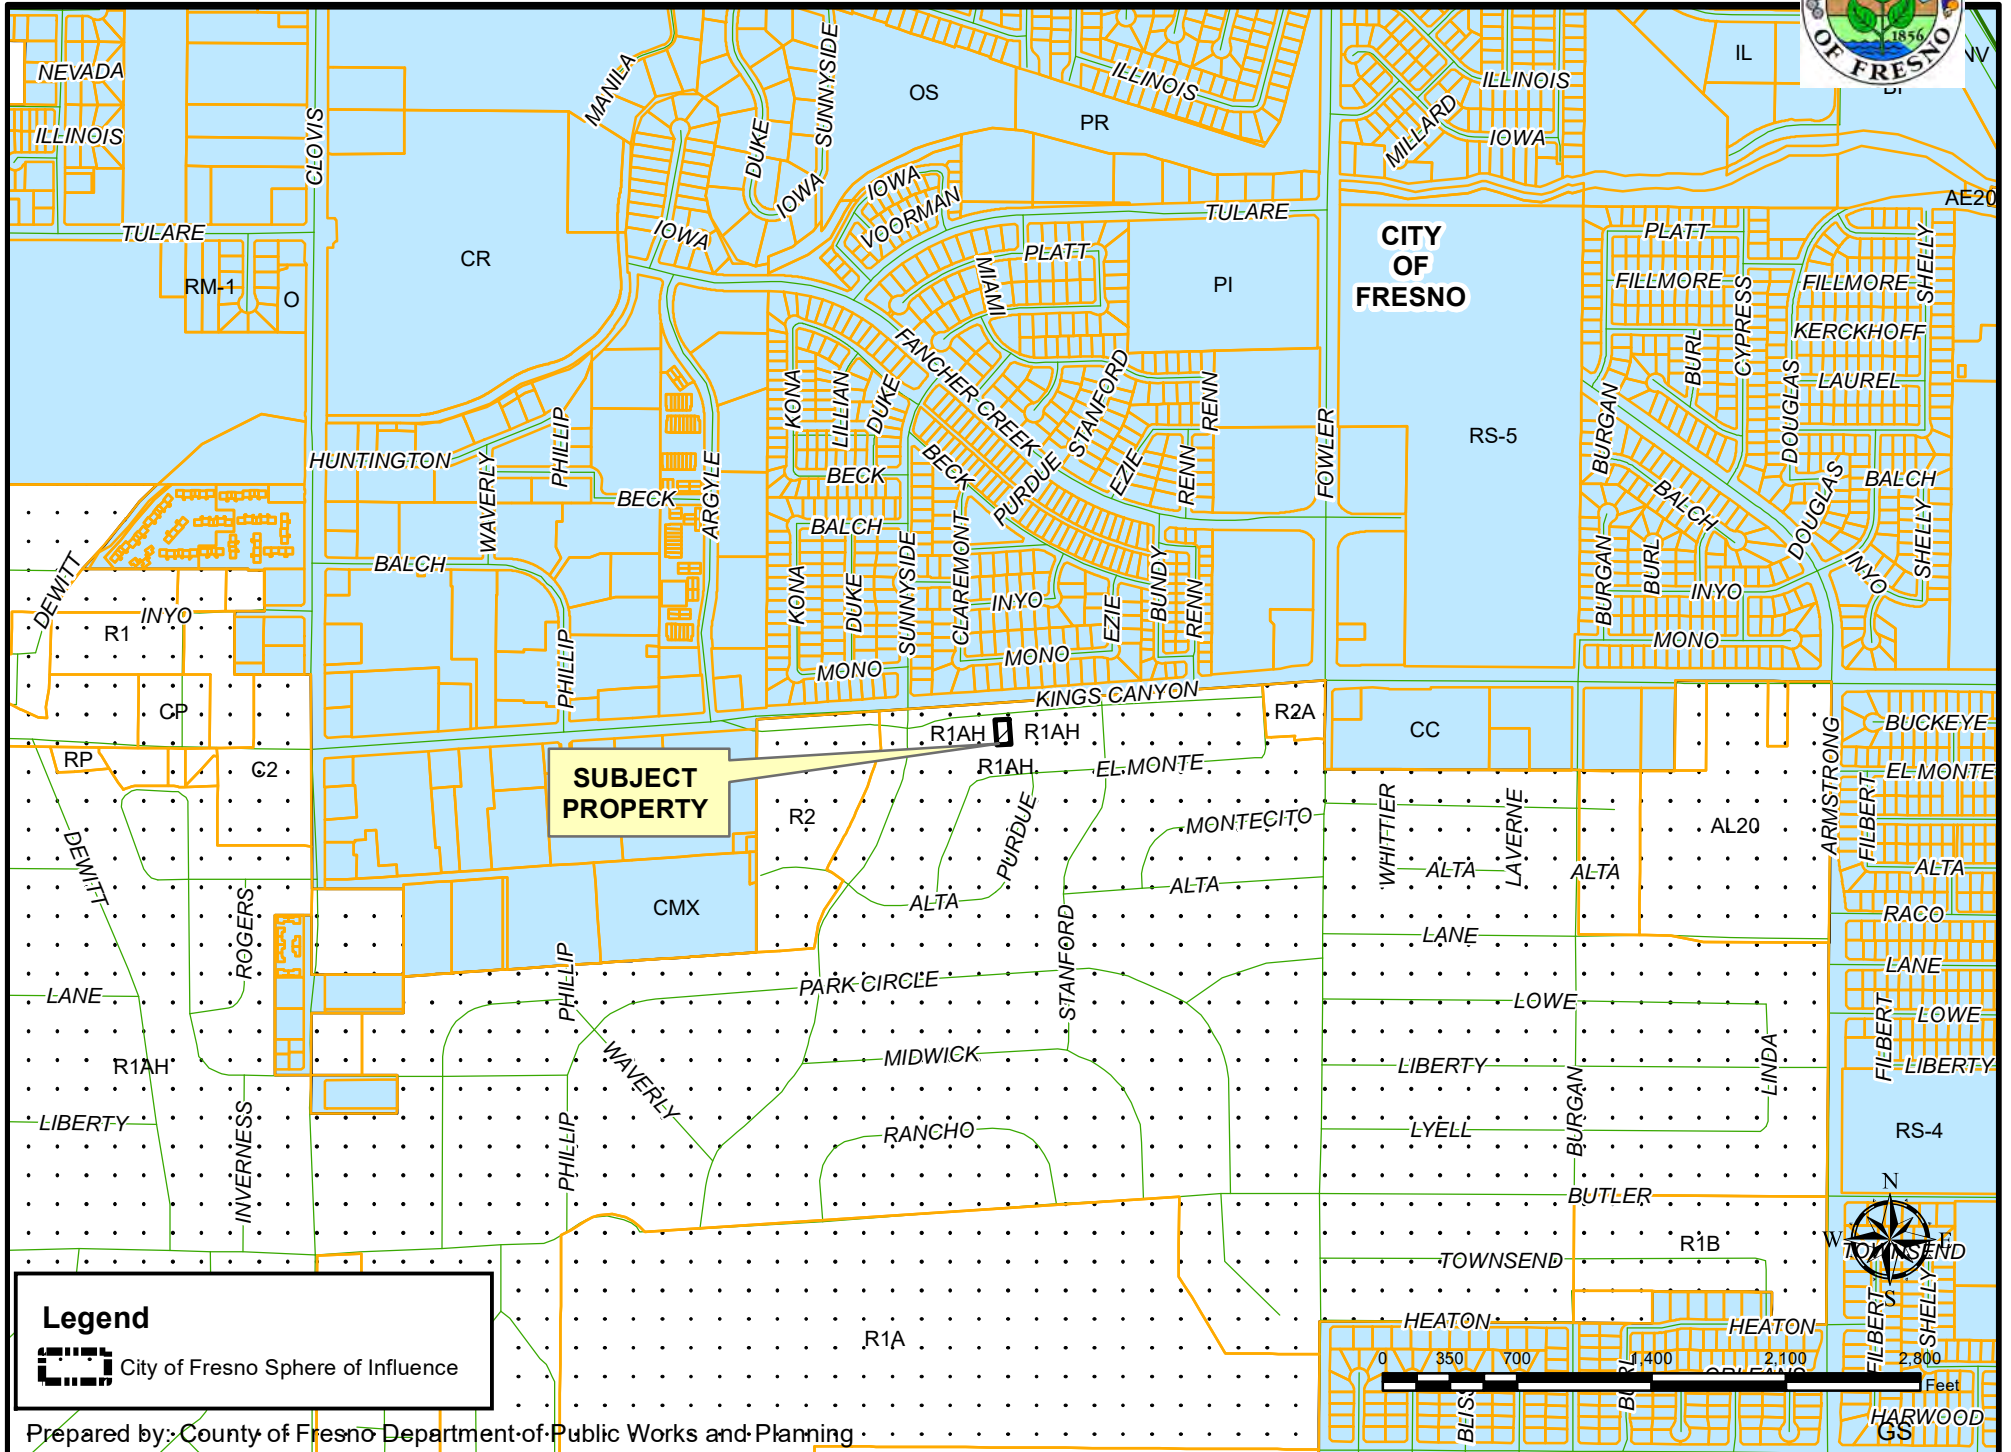 NEVADA
ILLINOIS
TULARE
RM-1
O
CLOVIS
MANILA
DUKE
SUNNYSIDE
OS
PR
ILLINOIS
ILLINOIS
MILLARD
IOWA
IL
1856
OF FRESNO
AE20
CR
IOWA
IOWA
IOWA
VOORMAN
TULARE
PLATT
MIAMI
PI
CITY
OF
FRESNO
PLATT
FILLMORE
FILLMORE
SHELLY
CYPRESS
KERCKHOFF
BURL
LAUREL
DOUGLAS
FANCHER CREEK
KONA
LILLIAN
DUKE
STANFORD
RENN
FOWLER
RS-5
BURGAN
HUNTINGTON
WAVERLY
PHILLIP
BECK
ARGYLE
BECK
BECK
PURDUE
EZIE
RENN
BALCH
DOUGLAS
BALCH
SHELLY
BALCH
BALCH
DEWITT
INYO
R1
KONA
DUKE
SUNNYSIDE
CLAREMONT
INYO
EZIE
BUNDY
RENN
BURGAN
BURL
INYO
INYO
PHILLIP
MONO
MONO
MONO
CP
RP
C2
KINGS CANYON
R1AH
R1AH
R1AH
R2A
CC
BUCKEYE
ARMSTRONG
SUBJECT
PROPERTY
EL MONTE
EL MONTE
R2
PURDUE
MONTECITO
WHITTIER
LAVERNE
AL20
FILBERT
DEWITT
ALTA
ALTA
ALTA
ALTA
ALTA
ROGERS
CMX
STANFORD
RACO
LANE
LANE
LANE
PHILLIP
PARK CIRCLE
LOWE
LOWE
R1AH
WAVERLY
MIDWICK
LIBERTY
LINDA
FILBERT
LIBERTY
LIBERTY
INVERNESS
PHILLIP
RANCHO
LYELL
BURGAN
RS-4
BUTLER
N
W
E
S
TOWNSEND
R1B
TOWNSEND
SHELLY
FILBERT
R1A
HEATON
HEATON
Legend
City of Fresno Sphere of Influence
0 350 700 1,400 2,100 2,800
Feet
HARWOOD
GS
Prepared by: County of Fresno Department of Public Works and Planning